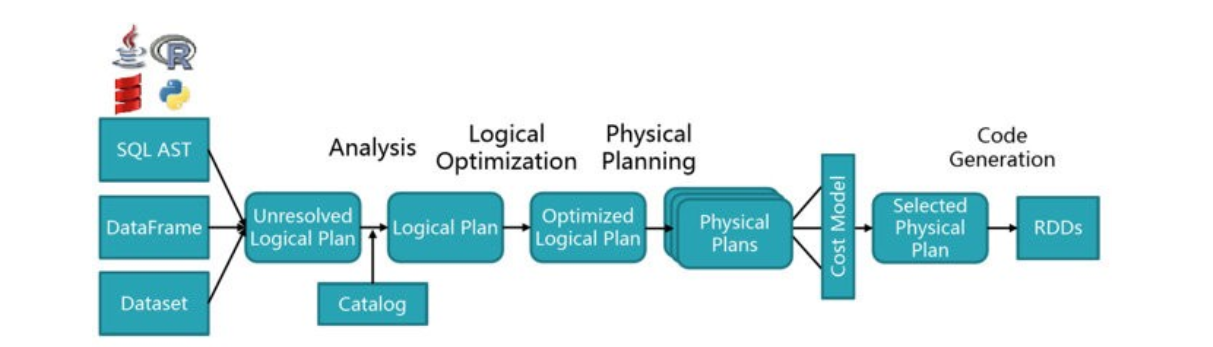 R
SQL AST
DataFrame
Dataset
Unresolved
Logical Plan
Analysis
Catalog
Logical Plan
Logical
Optimization
Optimized
Logical Plan
Physical
Planning
Physical
Plans
Cost Model
Selected
Physical
Plan
Code
Generation
RDDs